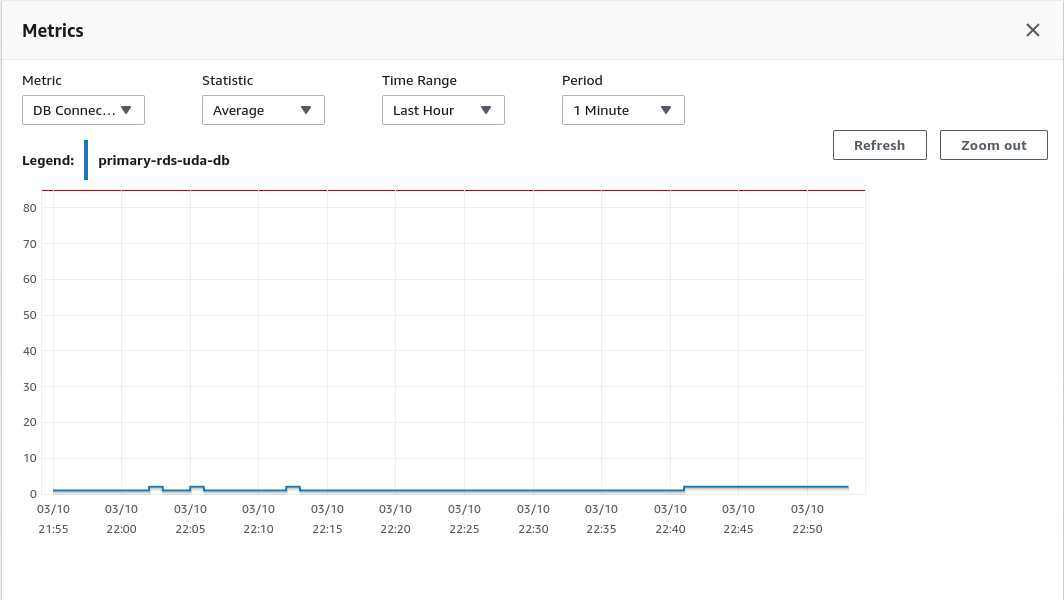 Metrics
Metric Statistic Time Range Period
DB Connec... Average Last Hour 1 Minute
Refresh Zoom out
Legend: primary-rds-uda-db
80
70
60
50
40
30
20
10
0
03/10 03/10 03/10 03/10 03/10 03/10 03/10 03/10 03/10 03/10 03/10 03/10
21:55 22:00 22:05 22:10 22:15 22:20 22:25 22:30 22:35 22:40 22:45 22:50